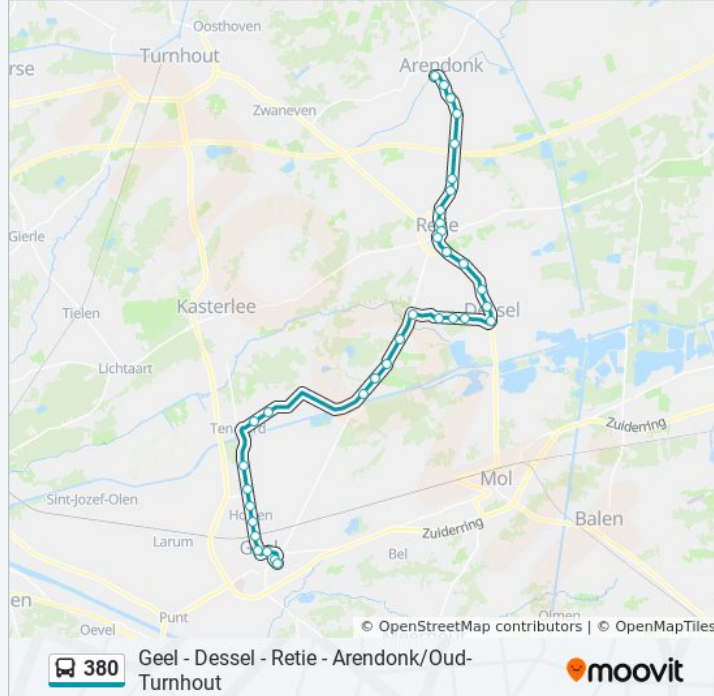 Oosthoven
Turnhout
rse
Arendonk
Zwaneven
Gierle
Retie
Tielen
Kasterlee
Dessel
Lichtaart
Zuiderring
Mol
Sint-Jozef-Olen
Balen
Larum
Zuiderring
Bel
en
Punt
Olmen
Oevel
© OpenStreetMap contributors | © OpenMapTiles
380
Geel - Dessel - Retie - Arendonk/Oud-
Turnhout
moovit